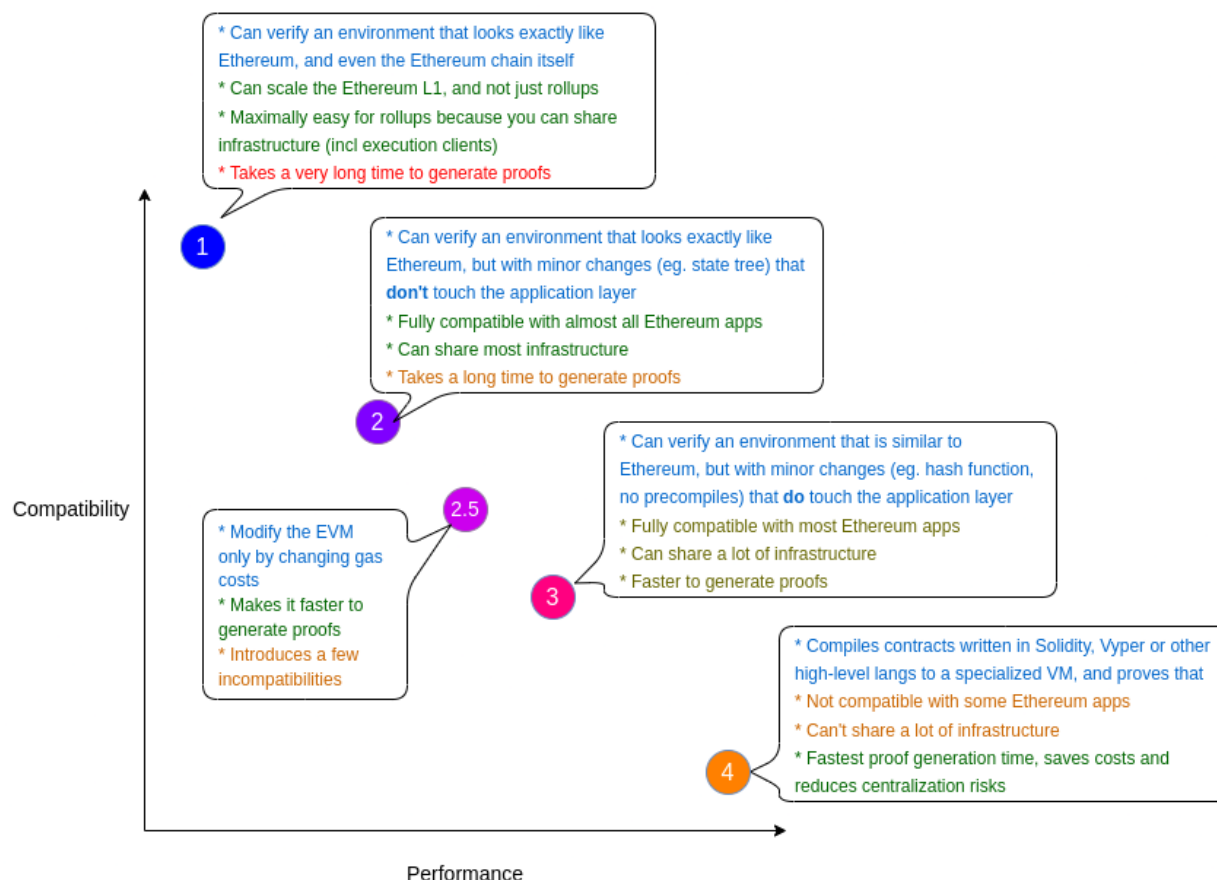 * Can verify an environment that looks exactly like
Ethereum, and even the Ethereum chain itself
* Can scale the Ethereum L1, and not just rollups
* Maximally easy for rollups because you can share
infrastructure (incl execution clients)
* Takes a very long time to generate proofs
1
* Can verify an environment that looks exactly like
Ethereum, but with minor changes (eg. state tree) that
don't touch the application layer
* Fully compatible with almost all Ethereum apps
* Can share most infrastructure
* Takes a long time to generate proofs
2
* Can verify an environment that is similar to
Ethereum, but with minor changes (eg. hash function,
no precompiles) that do touch the application layer
* Fully compatible with most Ethereum apps
* Can share a lot of infrastructure
* Faster to generate proofs
Compatibility
2.5
* Modify the EVM
only by changing gas
costs
* Makes it faster to
generate proofs
* Introduces a few
incompatibilities
3
* Compiles contracts written in Solidity, Vyper or other
high-level langs to a specialized VM, and proves that
* Not compatible with some Ethereum apps
* Can't share a lot of infrastructure
* Fastest proof generation time, saves costs and
reduces centralization risks
4
Performance